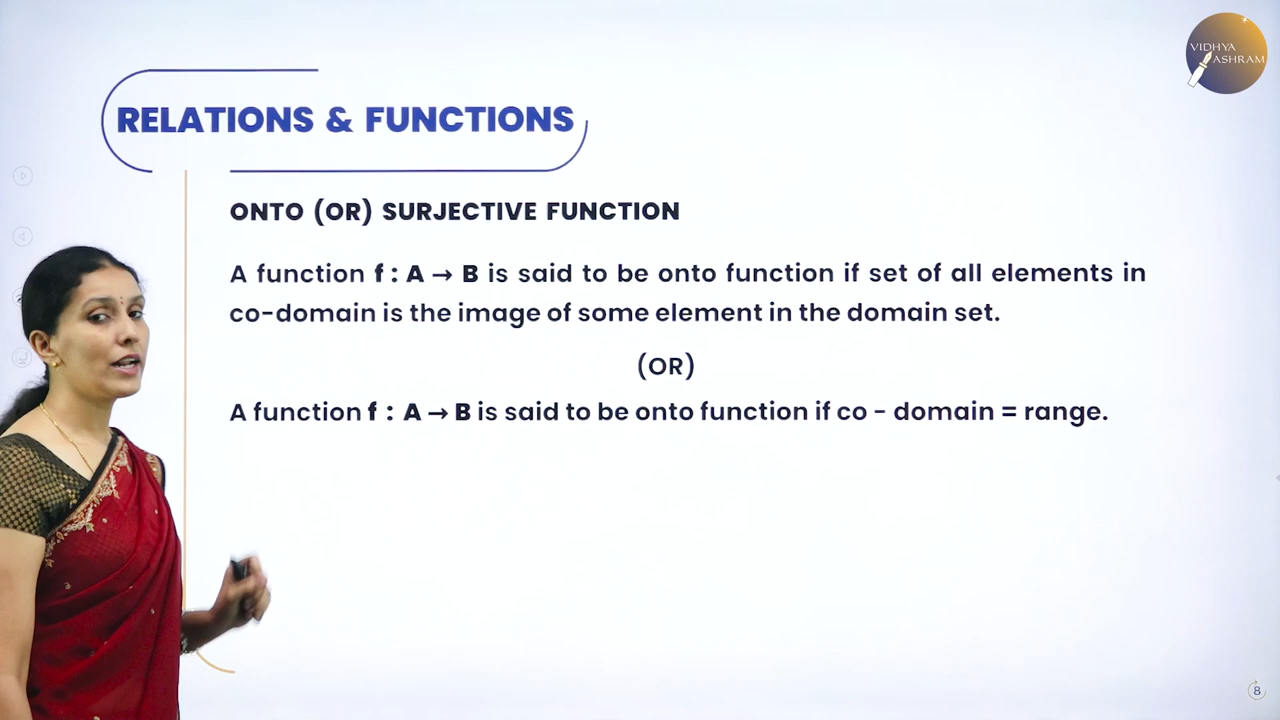 VIDHYA
ASHRAM
RELATIONS & FUNCTIONS
ONTO (OR) SURJECTIVE FUNCTION
A function f : A → B is said to be onto function if set of all elements in
co-domain is the image of some element in the domain set.
(OR)
A function f : A → B is said to be onto function if co - domain = range.
8